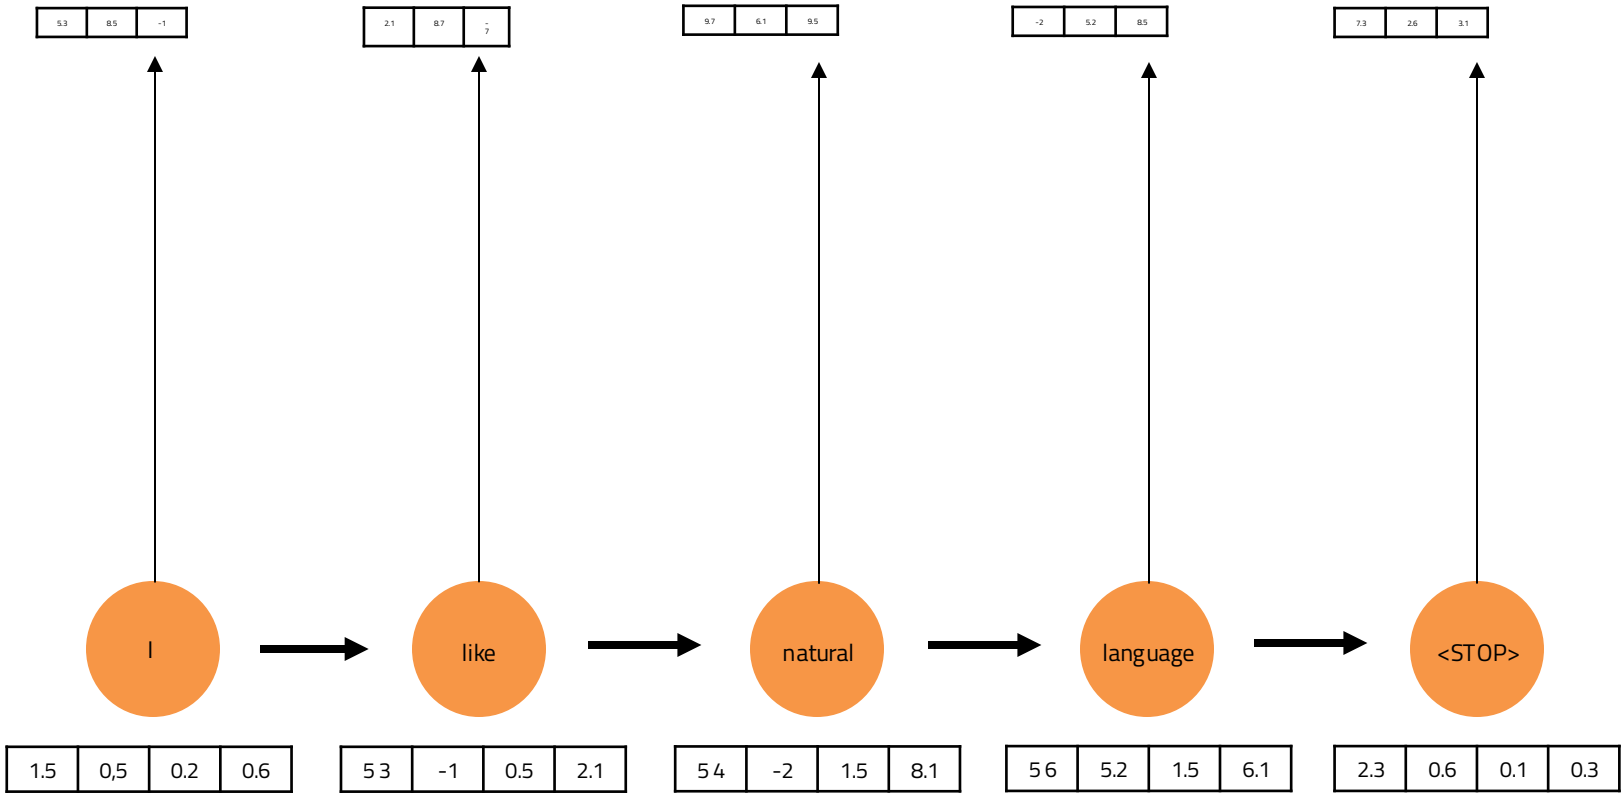 5.3 8.5 -1
2.1 8.7 -
7
9.7 6.1 9.5
-2 5.2 8.5
7.3 2.6 3.1
I
like
natural
language
<STOP>
1.5 0,5 0.2 0.6
5 3 -1 0.5 2.1
5 4 -2 1.5 8.1
5 6 5.2 1.5 6.1
2.3 0.6 0.1 0.3